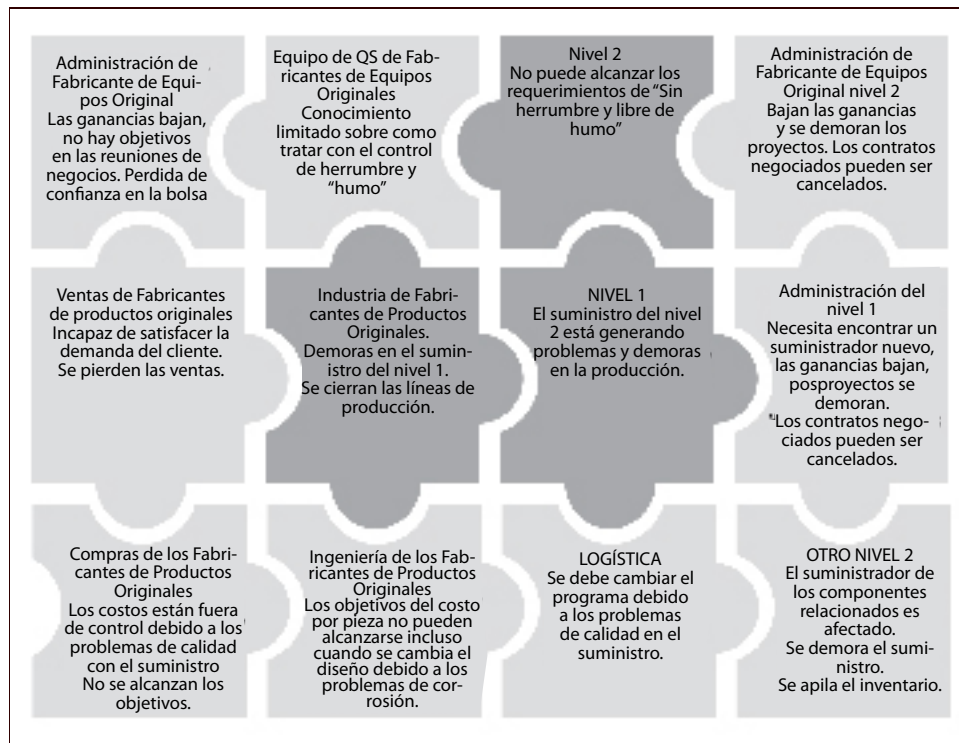 Administración de
Fabricante de Equi-
pos Original
Las ganancias bajan,
no hay objetivos
en las reuniones de
negocios. Perdida de
confianza en la bolsa
Equipo de QS de Fab-
ricantes de Equipos
Originales
Conocimiento
limitado sobre como
tratar con el control
de herrumbre y
“humo”
Nivel 2
No puede alcanzar los
requerimientos de “Sin
herrumbre y libre de
humo”
Administración de
Fabricante de Equipos
Original nivel 2
Bajan las ganancias
y se demoran los
proyectos. Los contratos
negociados pueden ser
cancelados.
Ventas de Fabricantes
de productos originales
Incapaz de satisfacer la
demanda del cliente.
Se pierden las ventas.
Industria de Fabri-
cantes de Productos
Originales.
Demoras en el sumin-
istro del nivel 1.
Se cierran las líneas de
producción.
NIVEL 1
El suministro del nivel
2 está generando
problemas y demoras
en la producción.
Administración del
nivel 1
Necesita encontrar un
suministrador nuevo,
las ganancias bajan,
posproyectos se
demoran.
"Los contratos nego-
ciados pueden ser
cancelados.
Compras de los Fabri-
cantes de Productos
Originales
Los costos están fuera
de control debido a los
problemas de calidad
con el suministro
No se alcanzan los
objetivos.
Ingeniería de los Fab-
ricantes de Productos
Originales
Los objetivos del costo
por pieza no pueden
alcanzarse incluso
cuando se cambia el
diseño debido a los
problemas de cor-
rosión.
LOGÍSTICA
Se debe cambiar el
programa debido
a los problemas
de calidad en el
suministro.
OTRO NIVEL 2
El suministrador de
los componentes
relacionados es
afectado.
Se demora el sumi-
nistro.
Se apila el inventario.